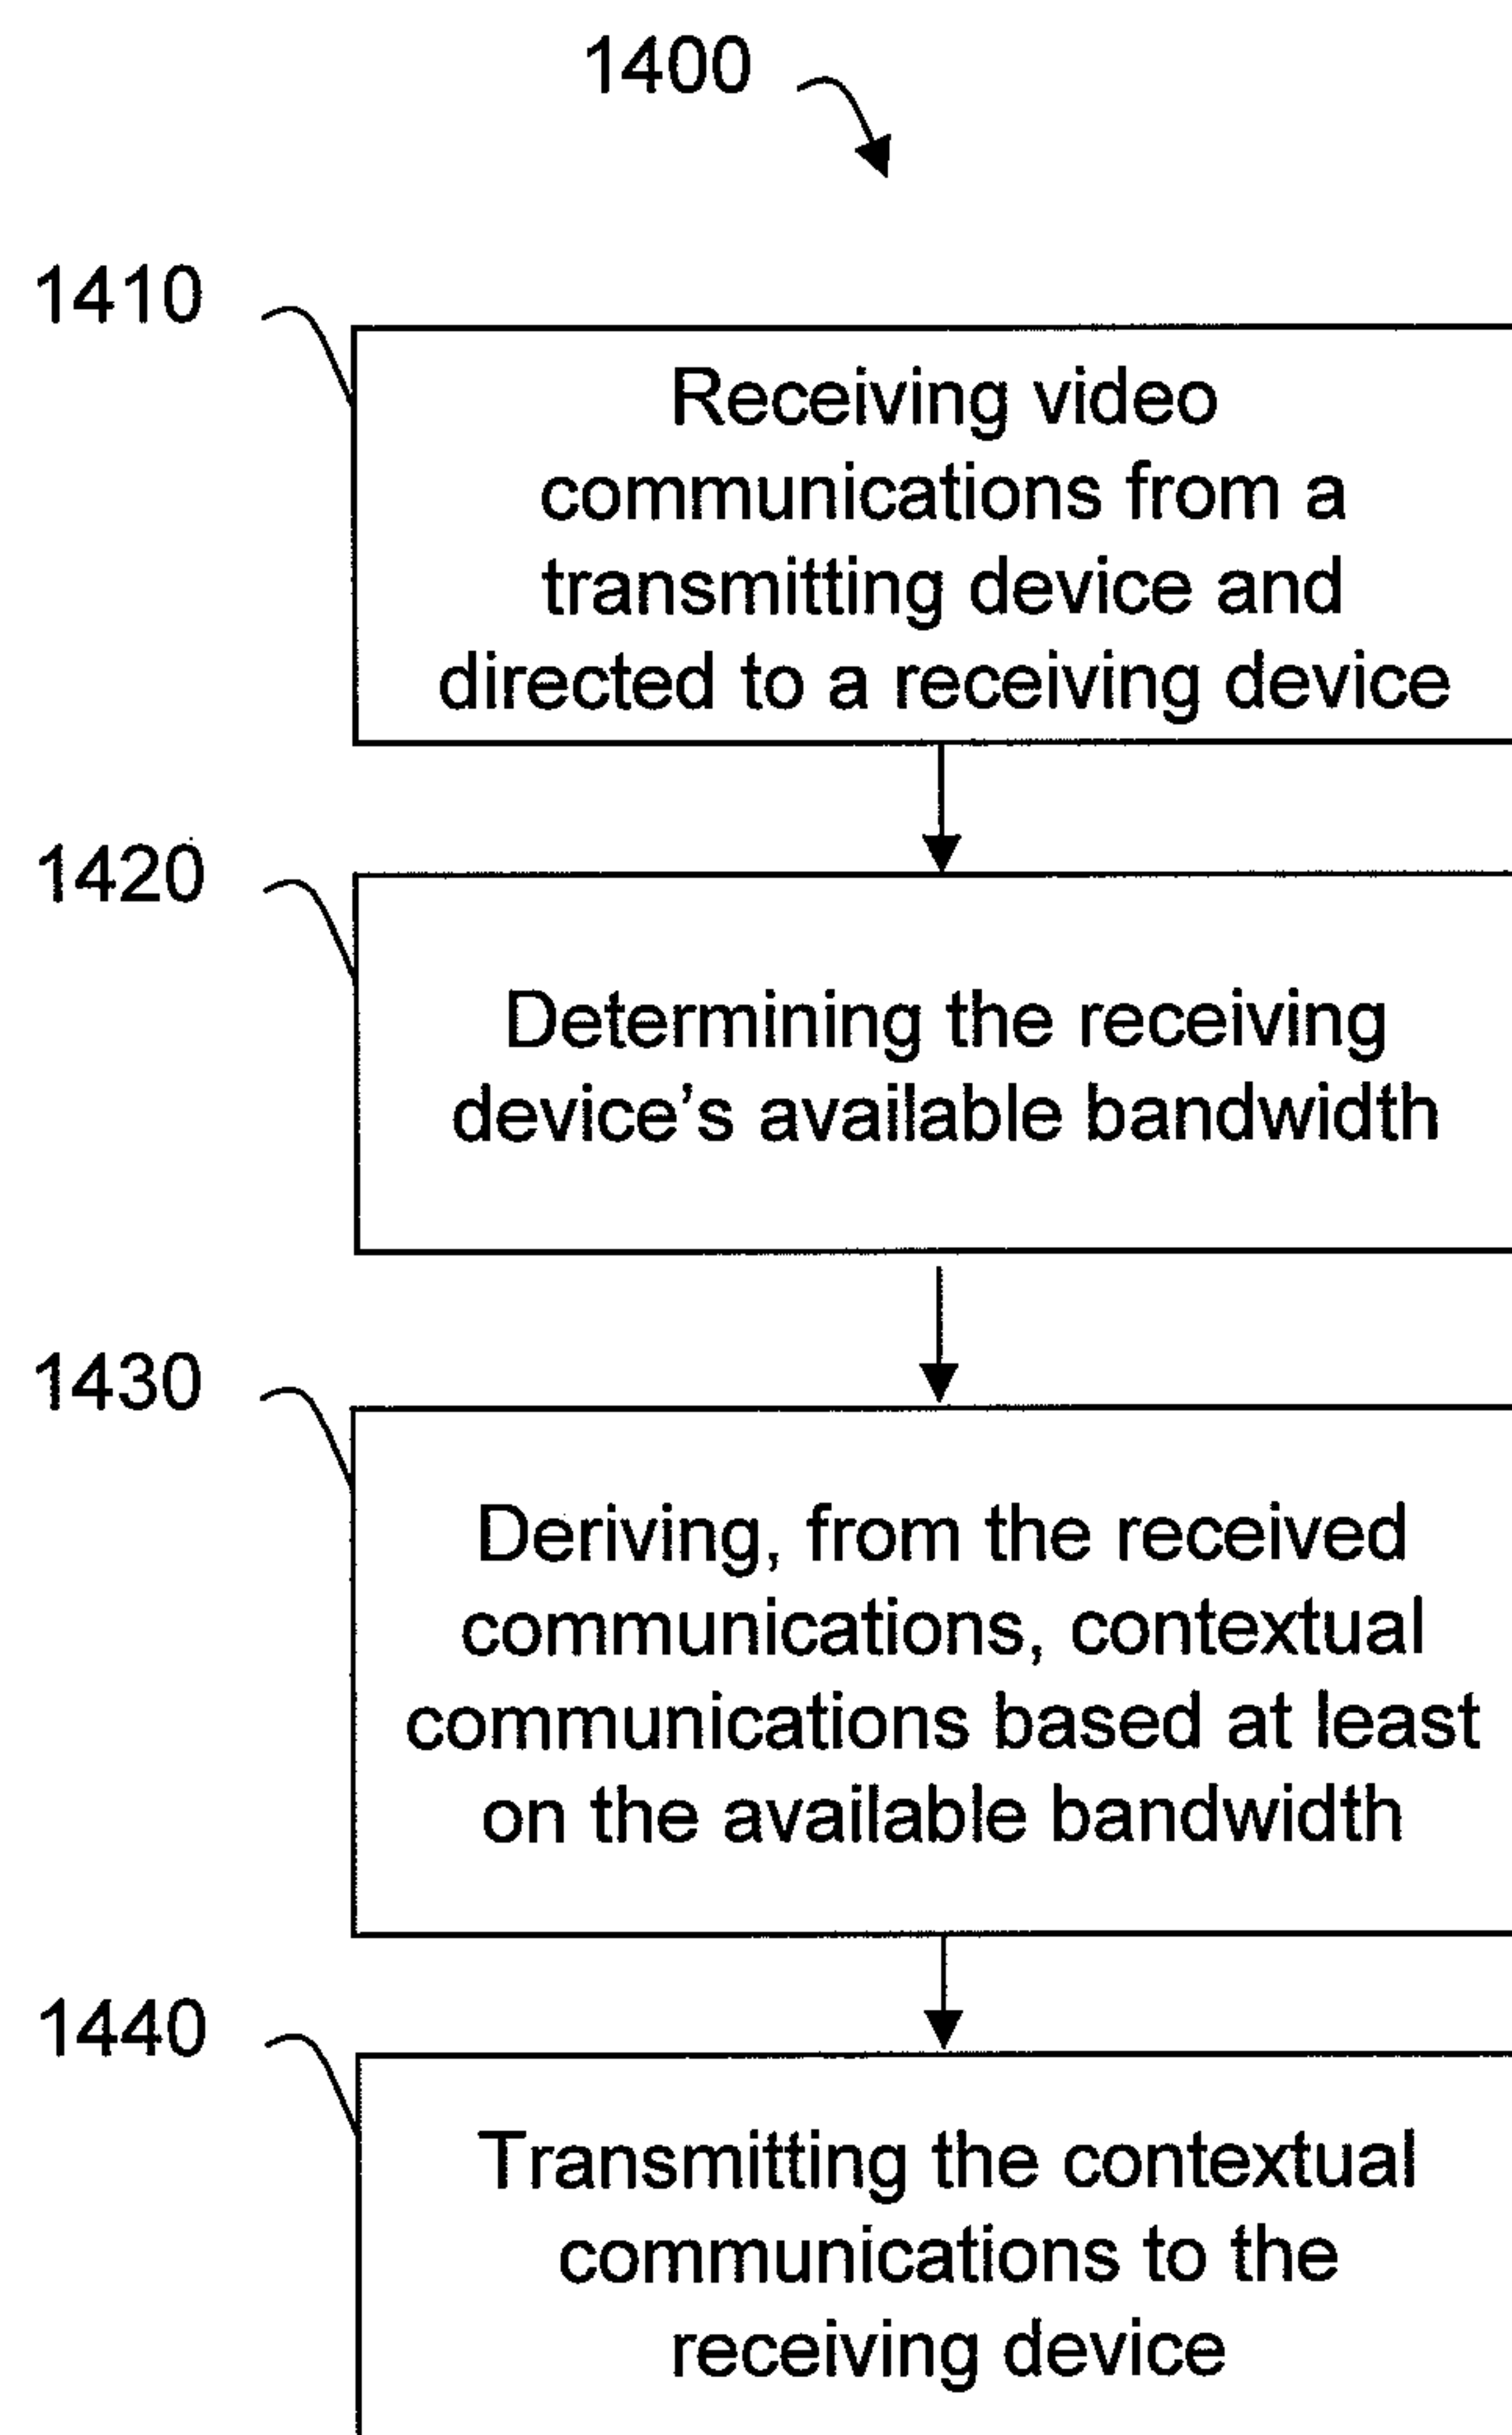 1400
1410
Receiving video
communications from a
transmitting device and
directed to a receiving device
1420
Determining the receiving
device's available bandwidth
1430
Deriving, from the received
communications, contextual
communications based at least
on the available bandwidth
1440
Transmitting the contextual
communications to the
receiving device